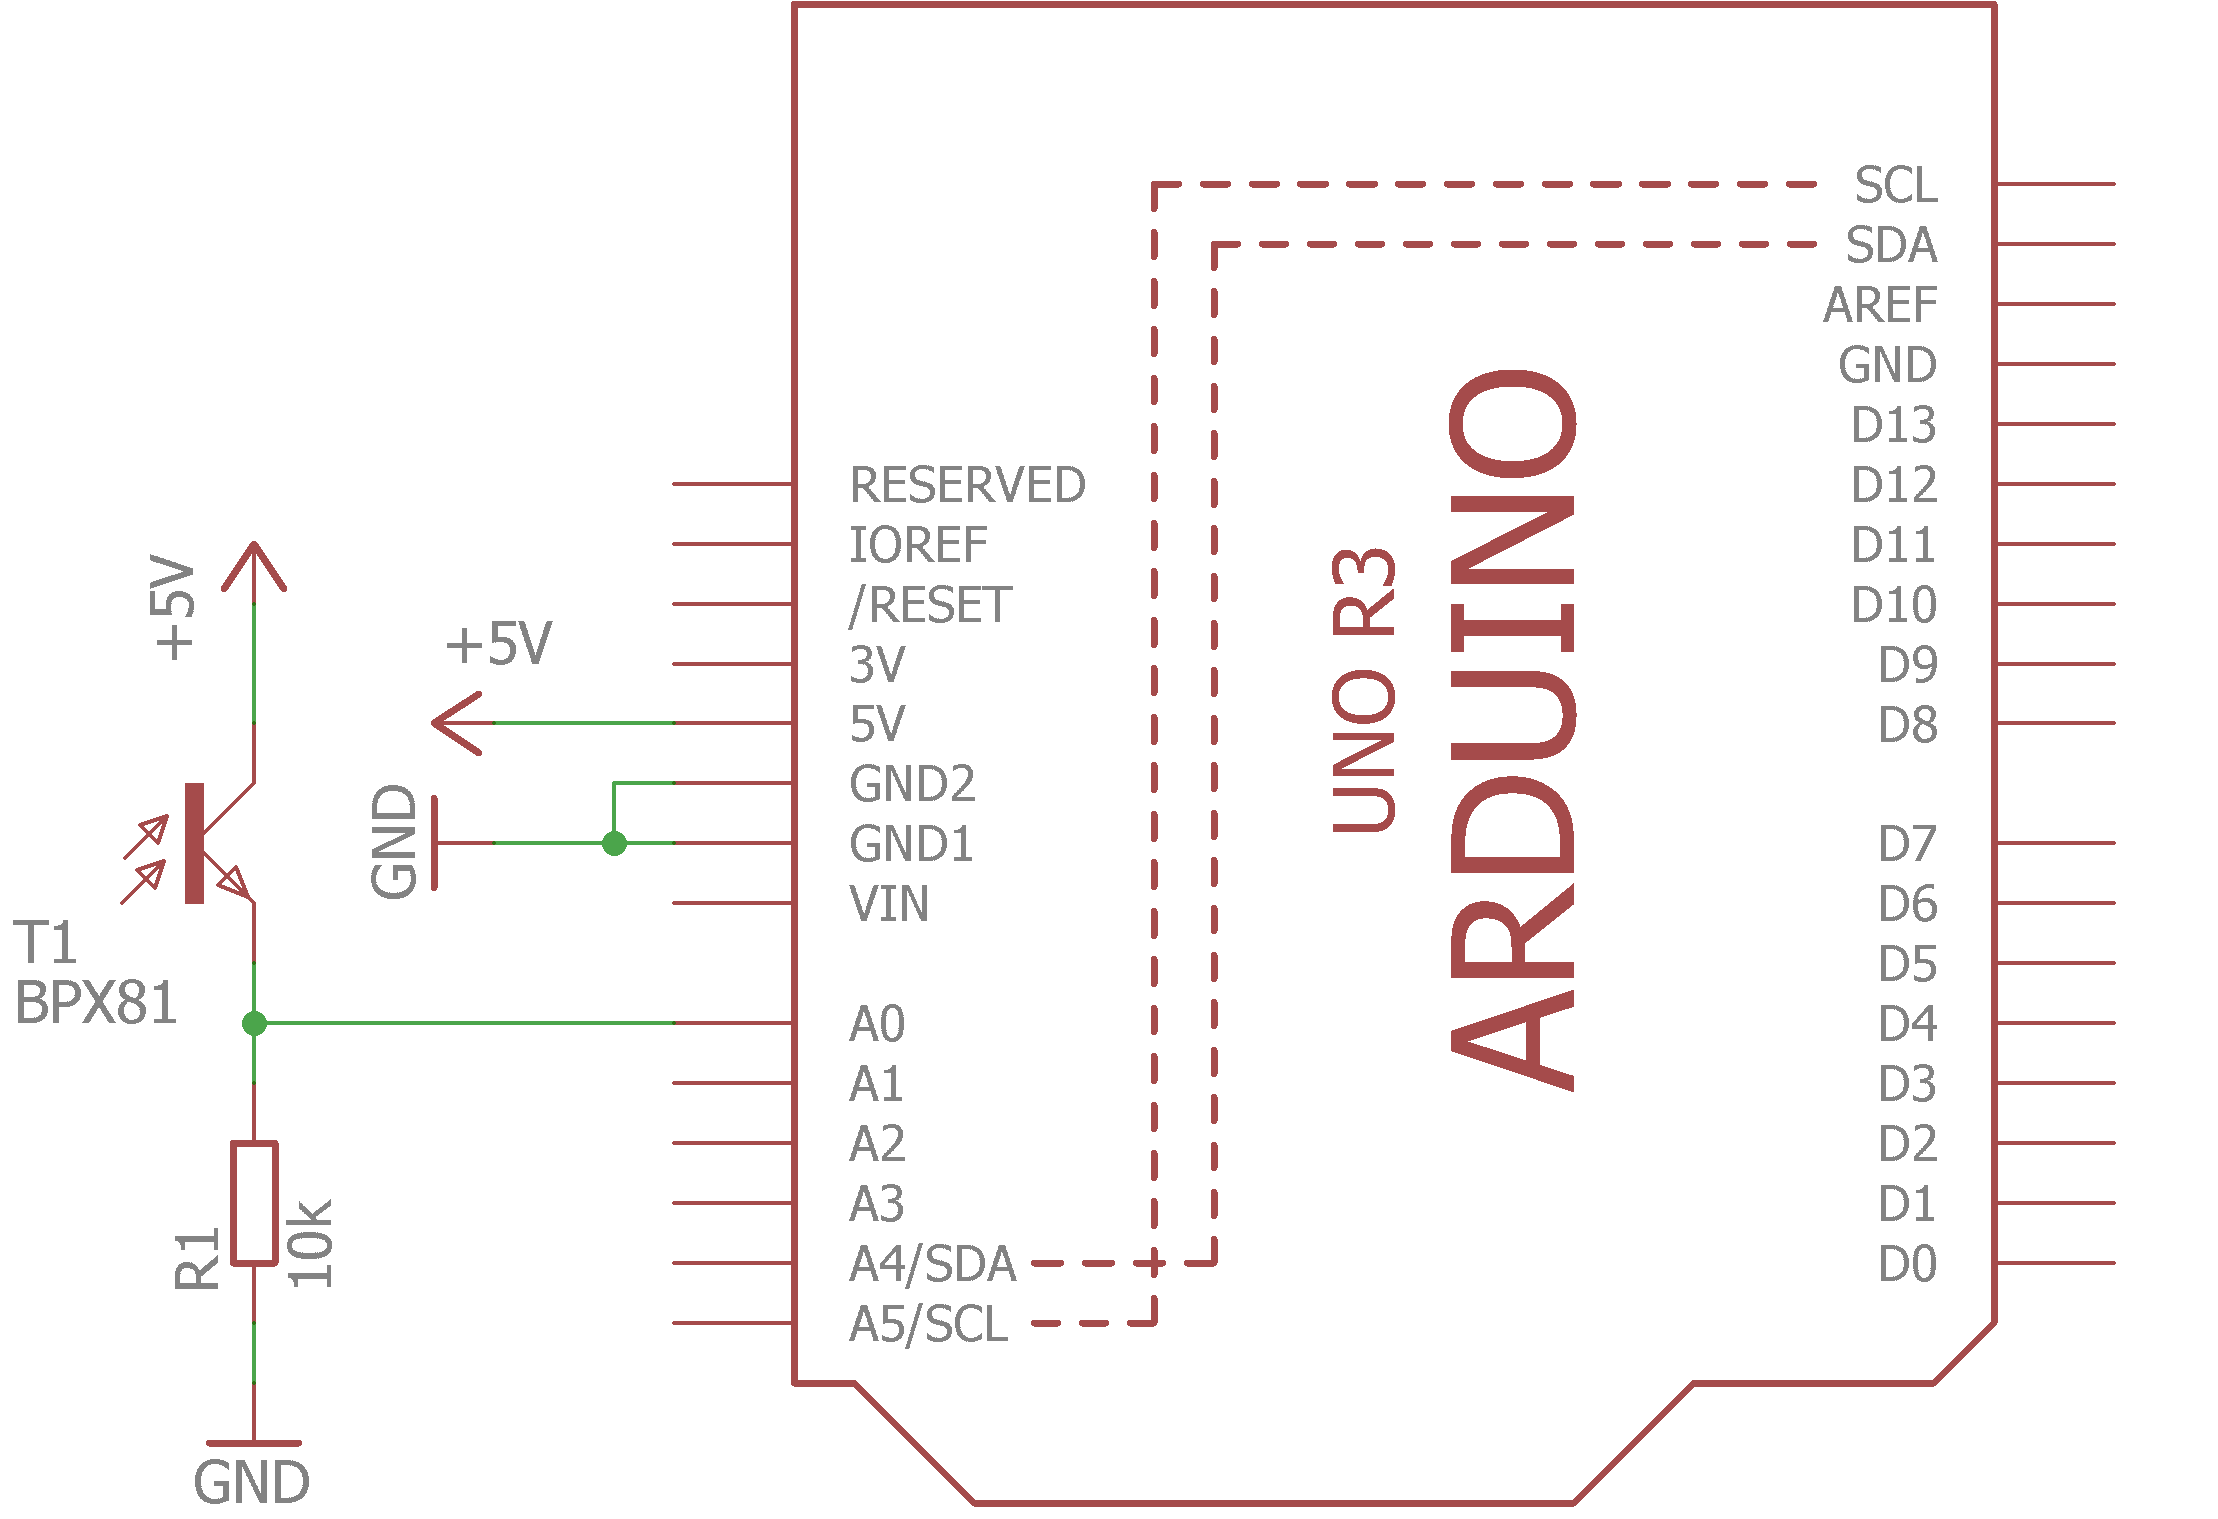 +5V
T1
BPX81
R1
10k
GND
+5V
GND
RESERVED
IOREF
/RESET
3V
5V
GND2
GND1
VIN
A0
A1
A2
A3
A4/SDA
A5/SCL
UNO R3
ARDUINO
SCL
SDA
AREF
GND
D13
D12
D11
D10
D9
D8
D7
D6
D5
D4
D3
D2
D1
D0